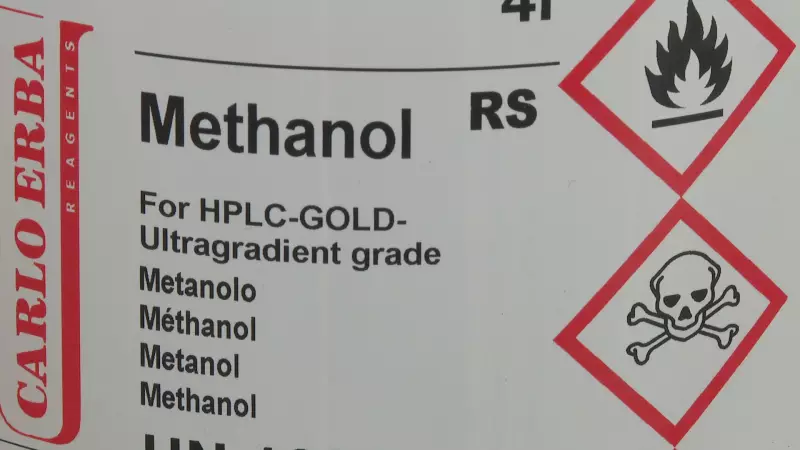 CARLO ERBA
REAGENTS
Methanol RS
For HPLC-GOLD-
Ultragradient grade
Metanolo
Méthanol
Metanol
Methanol